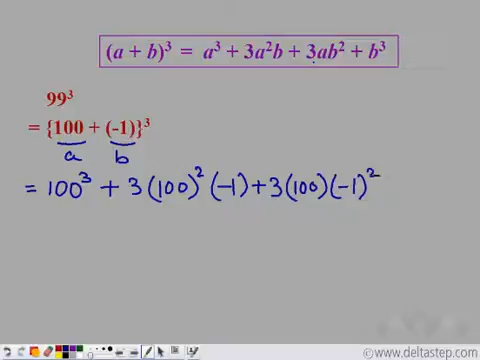 (a + b)³ = a³ + 3a²b + 3ab² + b³
99³
= {100 + (-1)}³
a b
= 100³ + 3 (100)² (-1) + 3 (100) (-1)²
© www.deltastep.com